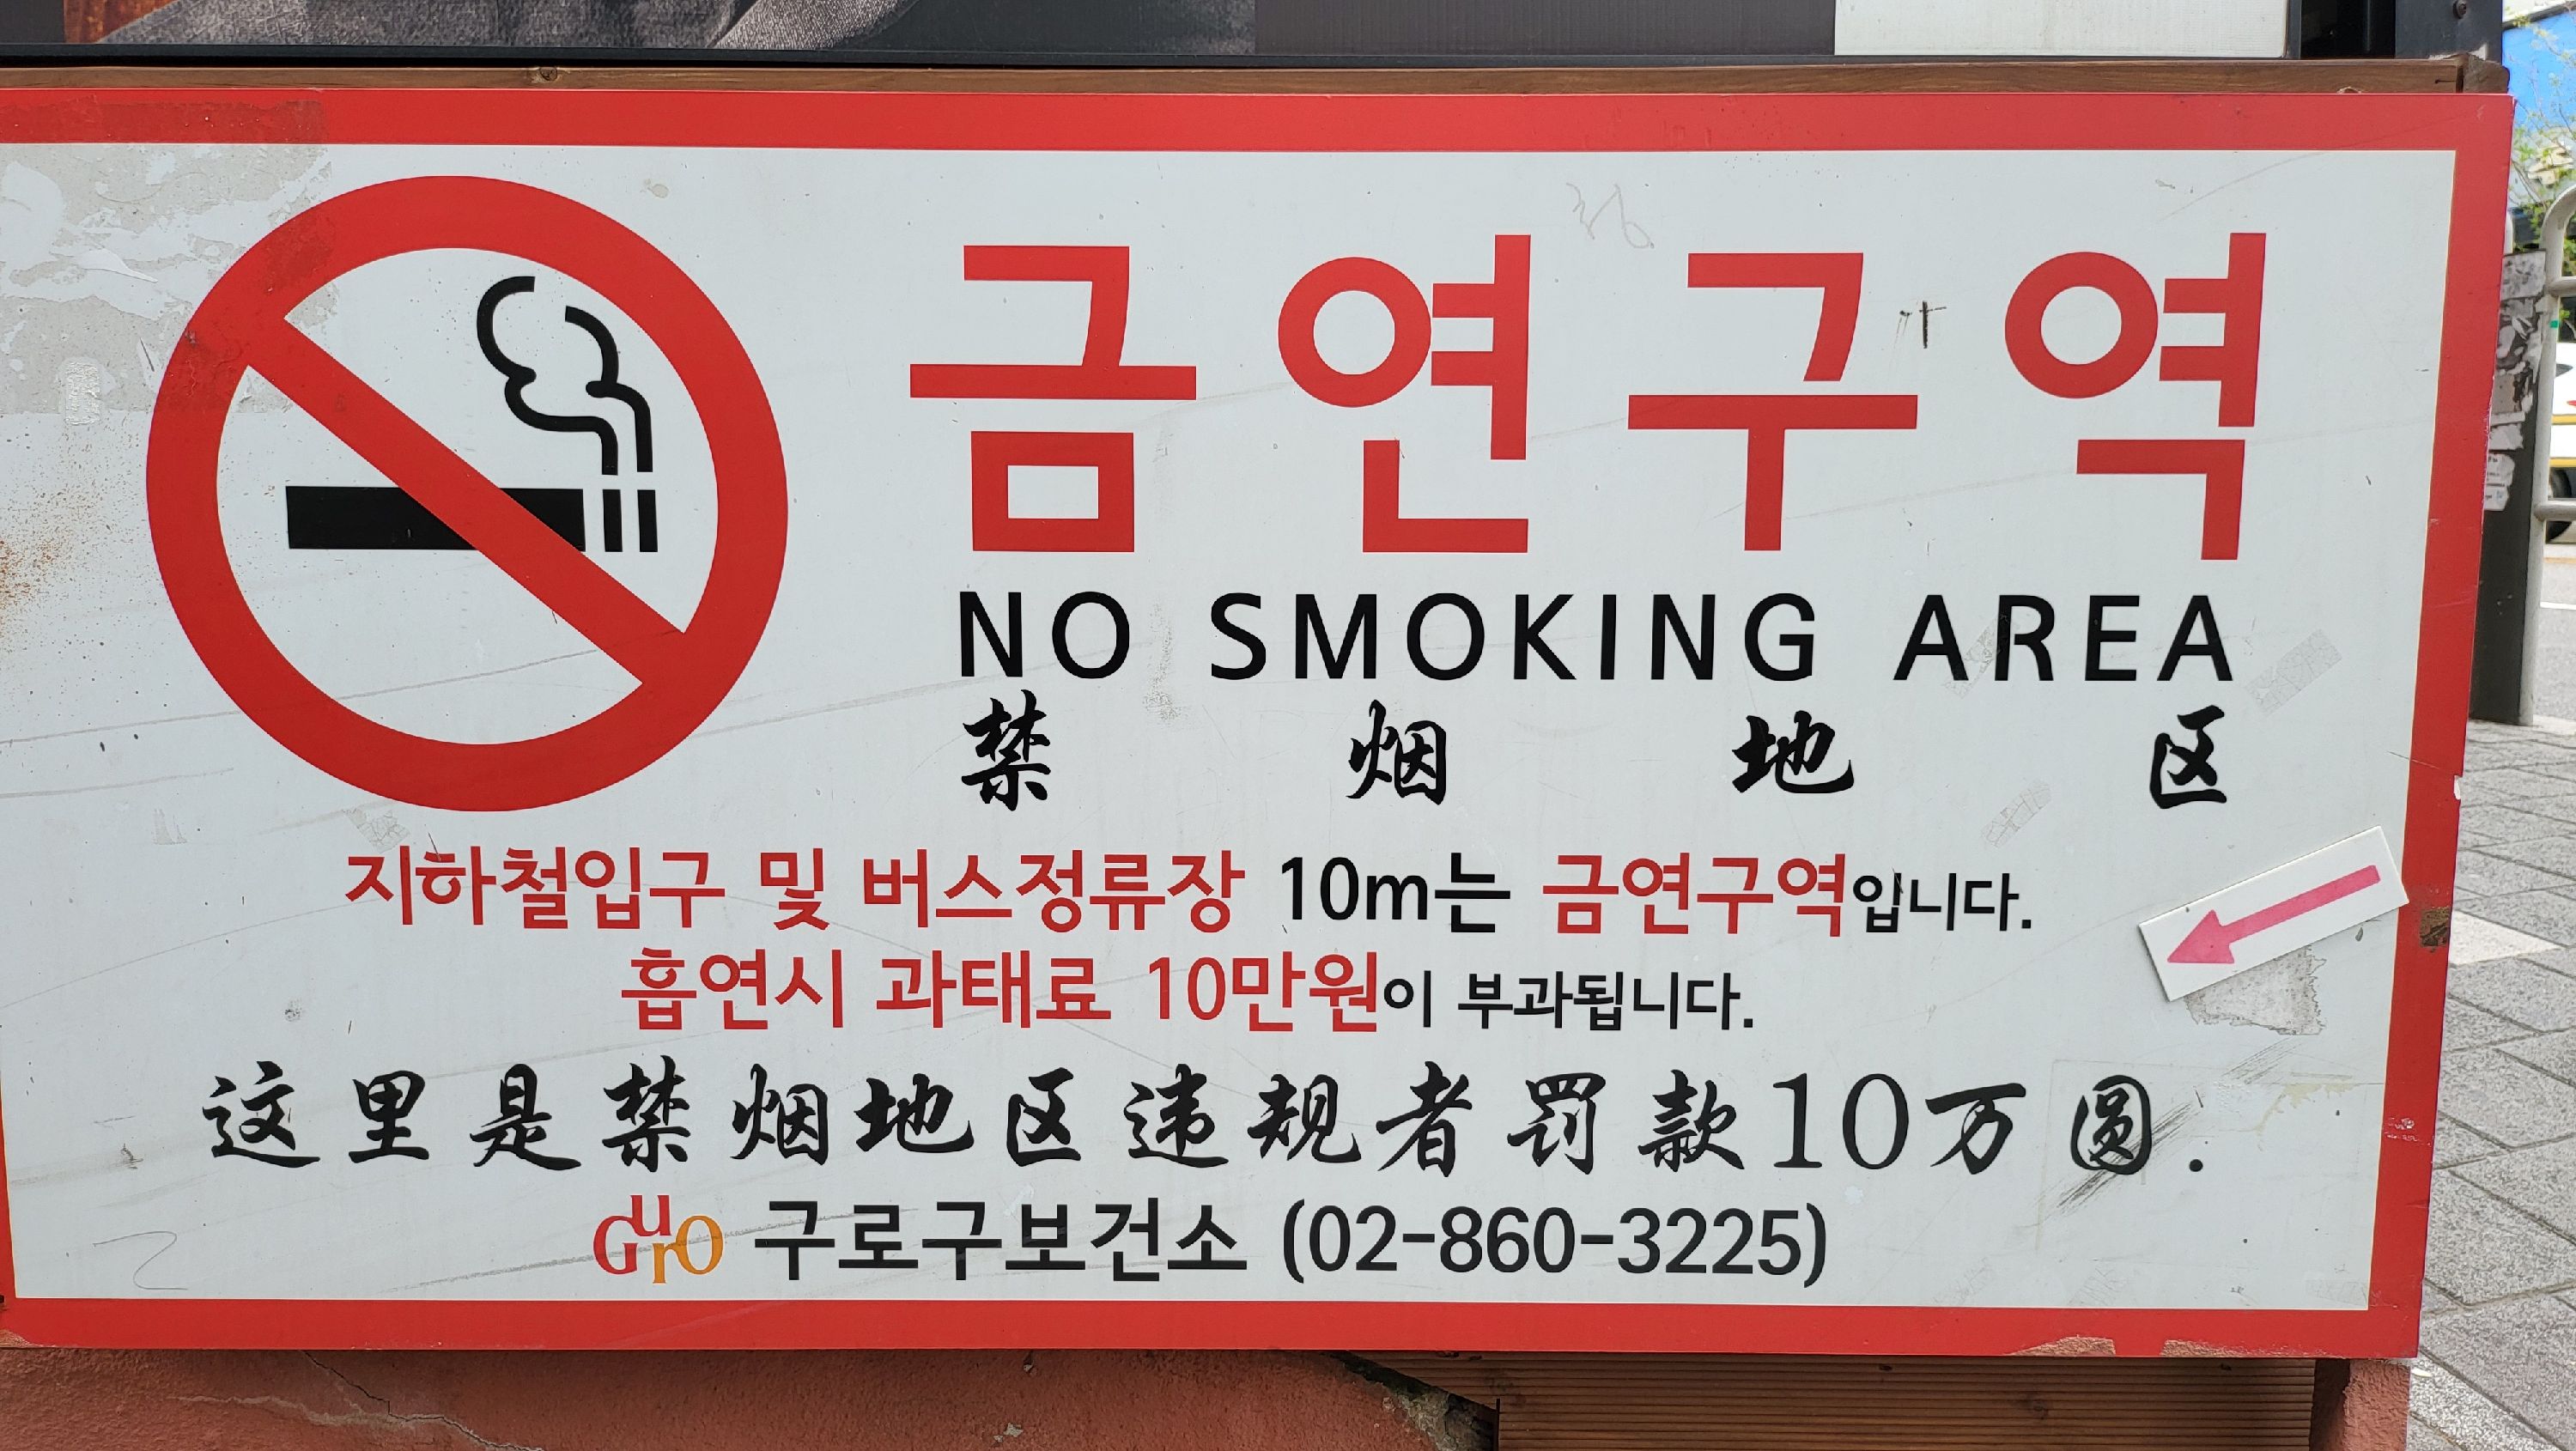 금연구역
NO SMOKING AREA
禁烟地区
지하철입구 및 버스정류장 10m는 금연구역입니다.
흡연시 과태료 10만원이 부과됩니다.
这里是禁烟地区违规者罚款10万圆.
GurO 구로구보건소 (02-860-3225)